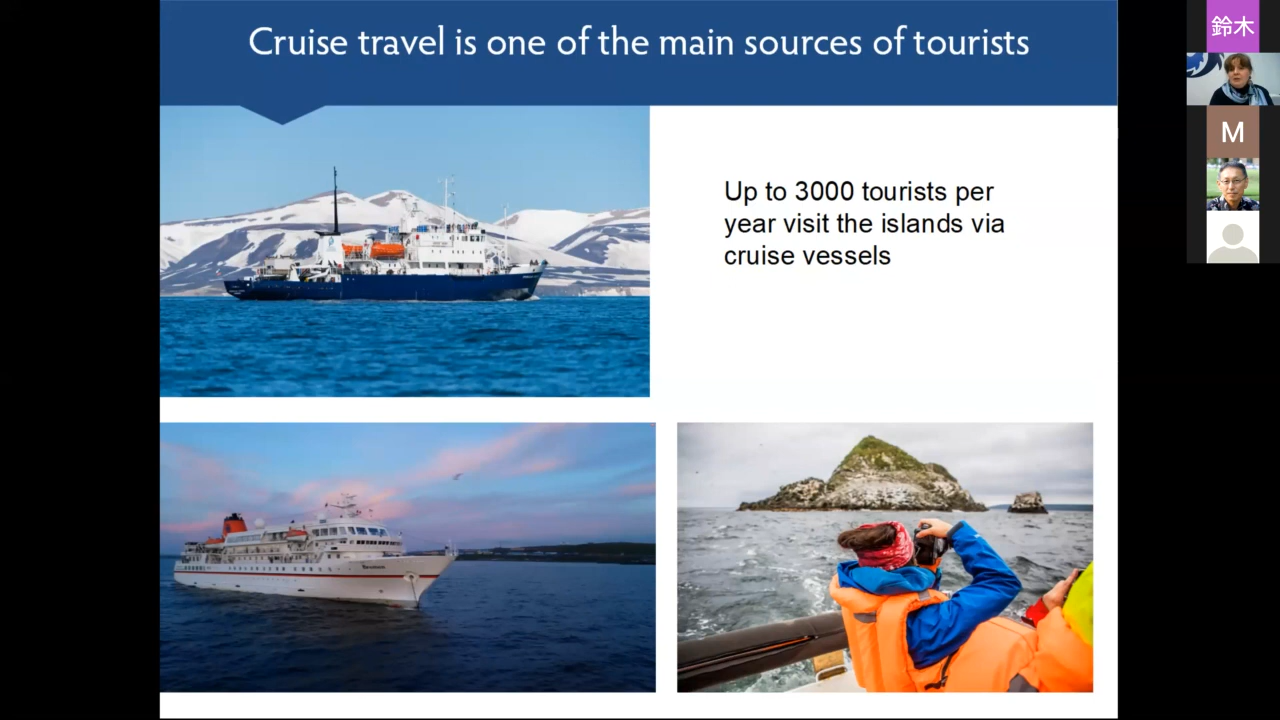 Cruise travel is one of the main sources of tourists
Up to 3000 tourists per
year visit the islands via
cruise vessels
鈴木
M